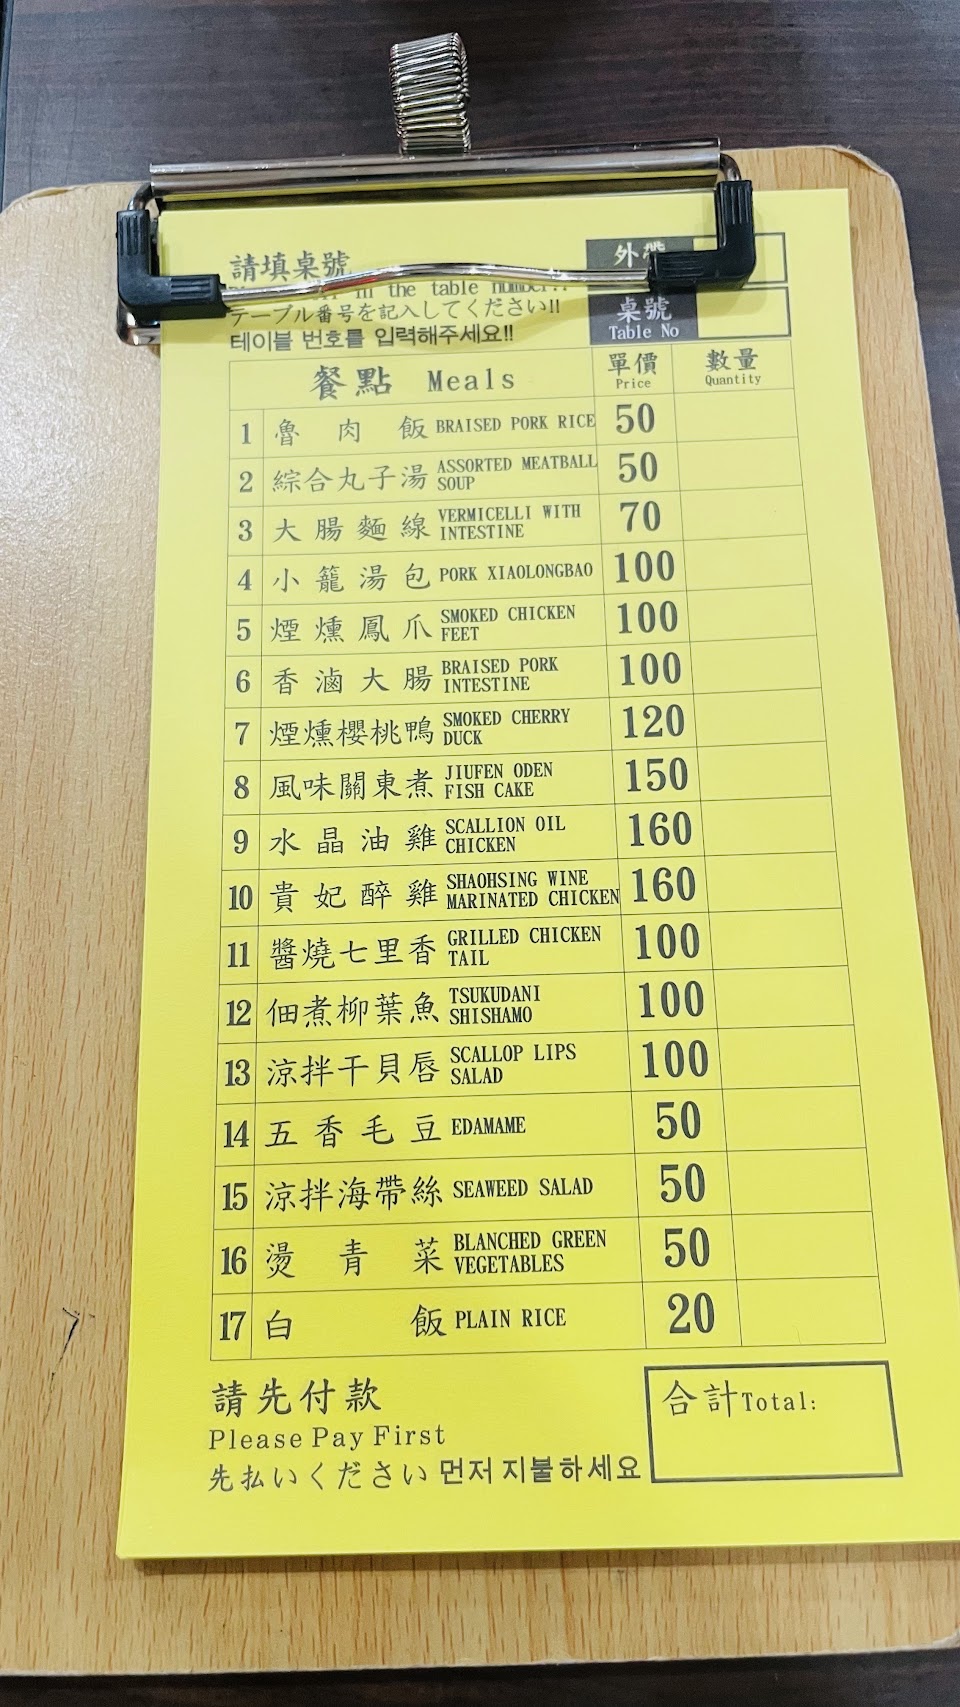 請填桌號
in the table number!!
テーブル番号を記入してください!!
테이블 번호를 입력해주세요!!
外帶
桌號
Table No
餐點 Meals 單價 Price 數量 Quantity
1 魯肉飯 BRAISED PORK RICE 50
2 綜合丸子湯 ASSORTED MEATBALL SOUP 50
3 大腸麵線 VERMICELLI WITH INTESTINE 70
4 小籠湯包 PORK XIAOLONGBAO 100
5 煙燻鳳爪 SMOKED CHICKEN FEET 100
6 香滷大腸 BRAISED PORK INTESTINE 100
7 煙燻櫻桃鴨 SMOKED CHERRY DUCK 120
8 風味關東煮 JIUFEN ODEN FISH CAKE 150
9 水晶油雞 SCALLION OIL CHICKEN 160
10 貴妃醉雞 SHAOHSING WINE MARINATED CHICKEN 160
11 醬燒七里香 GRILLED CHICKEN TAIL 100
12 佃煮柳葉魚 TSUKUDANI SHISHAMO 100
13 涼拌干貝唇 SCALLOP LIPS SALAD 100
14 五香毛豆 EDAMAME 50
15 涼拌海帶絲 SEAWEED SALAD 50
16 燙青菜 BLANCHED GREEN VEGETABLES 50
17 白飯 PLAIN RICE 20
請先付款
Please Pay First
先払いください 먼저 지불하세요
合計Total: